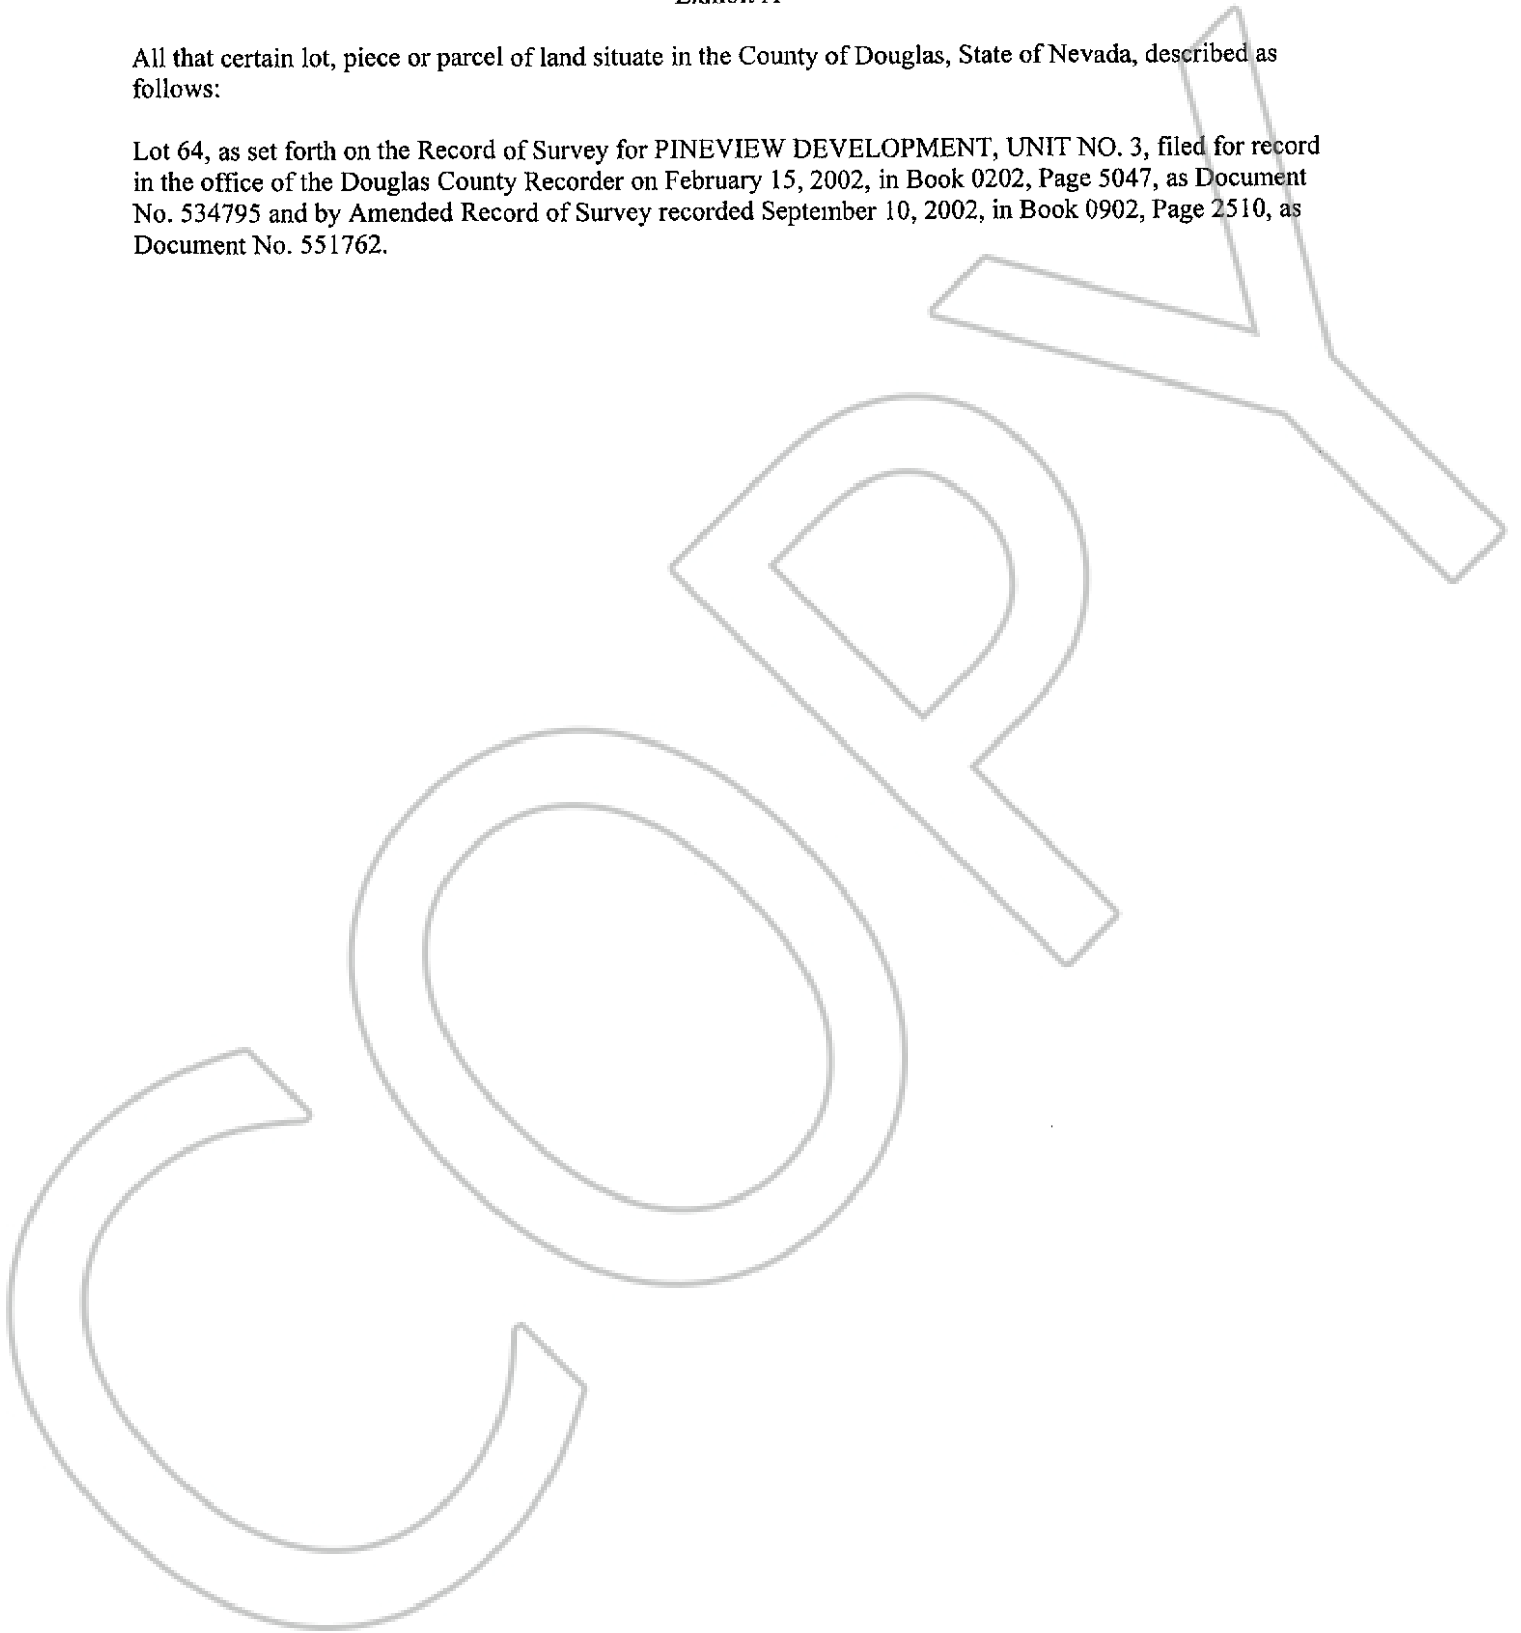 All that certain lot, piece or parcel of land situate in the County of Douglas, State of Nevada, described as
follows:
Lot 64, as set forth on the Record of Survey for PINEVIEW DEVELOPMENT, UNIT NO. 3, filed for record
in the office of the Douglas County Recorder on February 15, 2002, in Book 0202, Page 5047, as Document
No. 534795 and by Amended Record of Survey recorded September 10, 2002, in Book 0902, Page 2510, as
Document No. 551762.
COPY